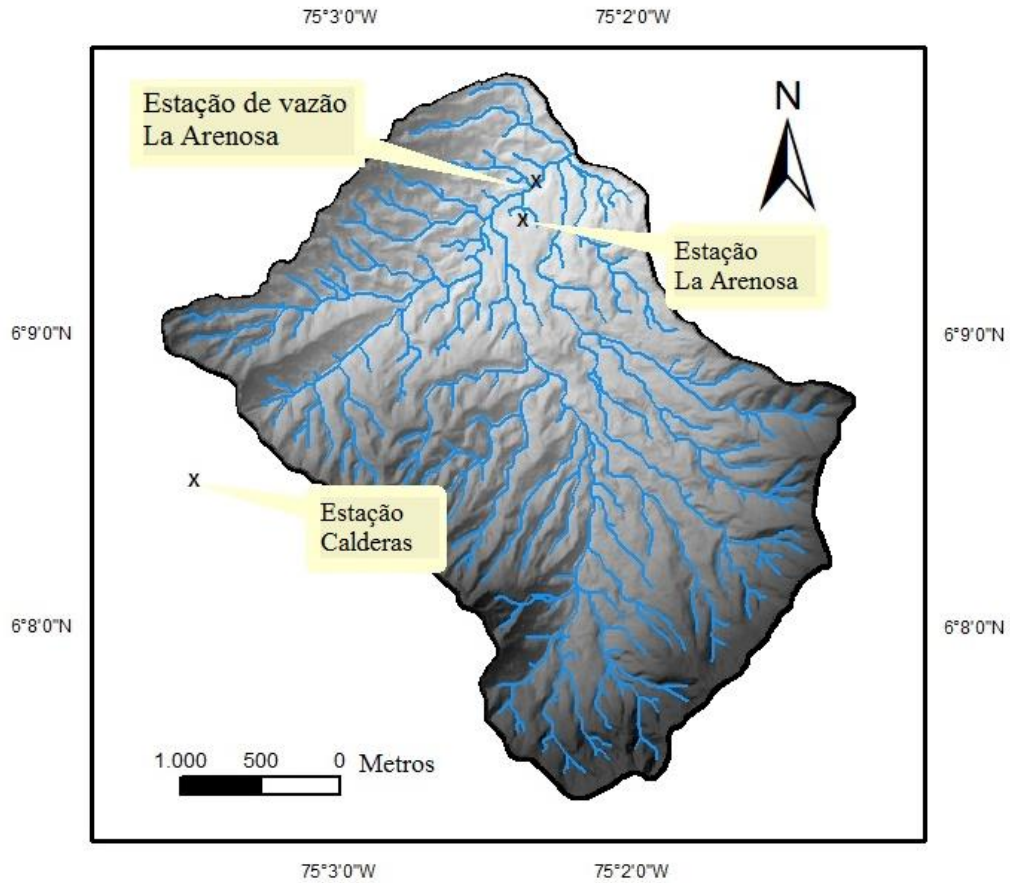 75°3'0"W 75°2'0"W
Estação de vazão
La Arenosa
N
x
x
Estação
La Arenosa
6°9'0"N 6°9'0"N
x
Estação
Calderas
6°8'0"N 6°8'0"N
1.000 500 0 Metros
75°3'0"W 75°2'0"W